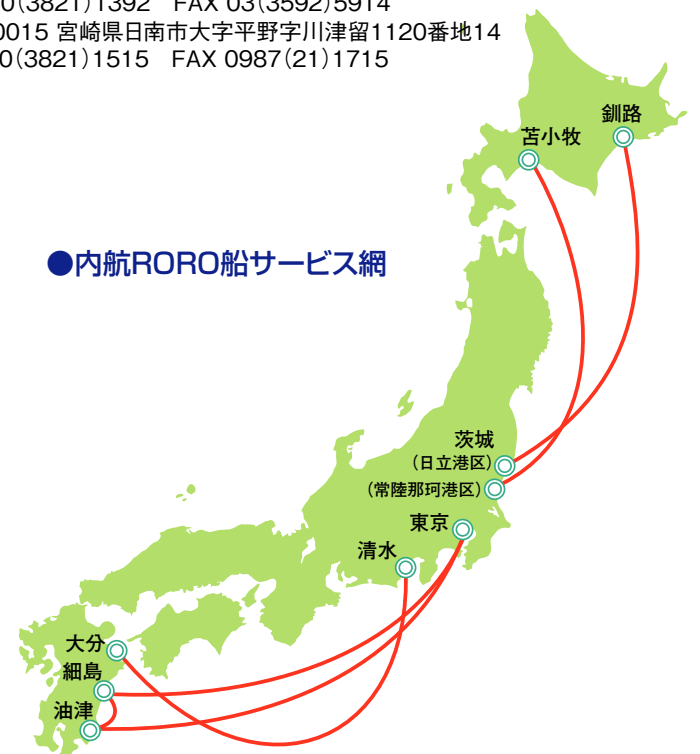 0(3821)1392　FAX 03(3592)5914
0015 宮崎県日南市大字平野字川津留1120番地14
0(3821)1515　FAX 0987(21)1715
釧路
苫小牧
●内航RORO船サービス網
茨城
(日立港区)
(常陸那珂港区)
東京
清水
大分
細島
油津